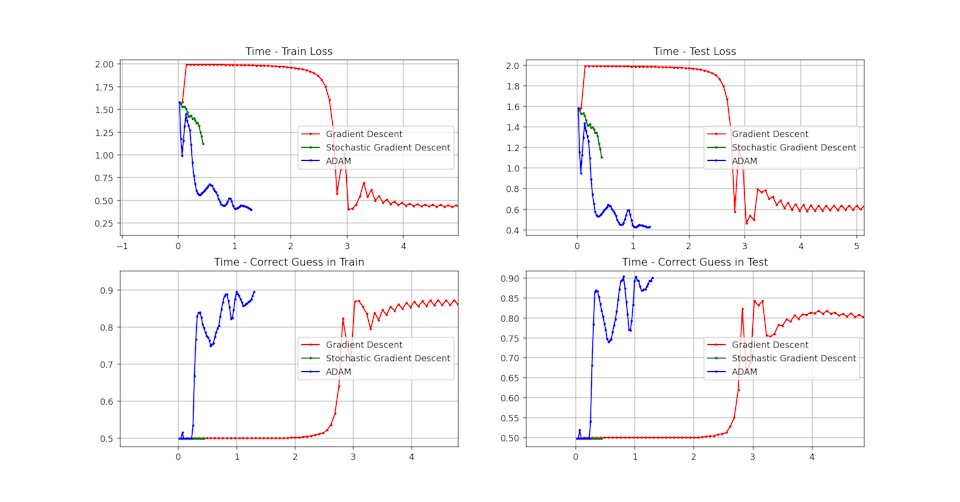 Time - Train Loss
2.00
1.75
1.50
1.25
1.00
0.75
0.50
0.25
Gradient Descent
Stochastic Gradient Descent
ADAM
−1 0 1 2 3 4
Time - Test Loss
2.0
1.8
1.6
1.4
1.2
1.0
0.8
0.6
0.4
Gradient Descent
Stochastic Gradient Descent
ADAM
0 1 2 3 4 5
Time - Correct Guess in Train
0.9
0.8
0.7
0.6
0.5
Gradient Descent
Stochastic Gradient Descent
ADAM
0 1 2 3 4
Time - Correct Guess in Test
0.90
0.85
0.80
0.75
0.70
0.65
0.60
0.55
0.50
Gradient Descent
Stochastic Gradient Descent
ADAM
0 1 2 3 4